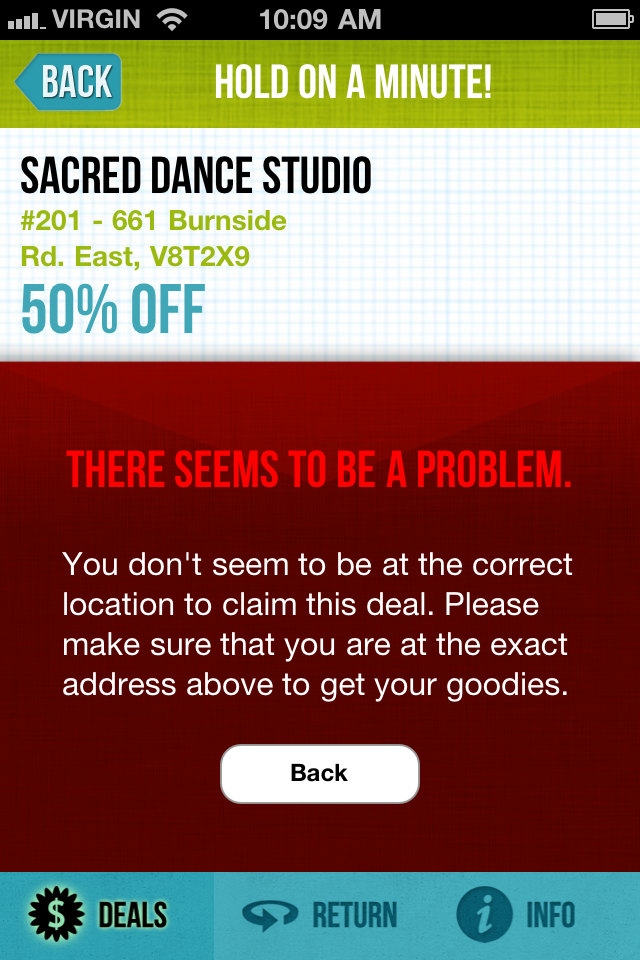 VIRGIN 10:09 AM
BACK HOLD ON A MINUTE!
SACRED DANCE STUDIO
#201 - 661 Burnside
Rd. East, V8T2X9
50% OFF
THERE SEEMS TO BE A PROBLEM.
You don't seem to be at the correct
location to claim this deal. Please
make sure that you are at the exact
address above to get your goodies.
Back
$ DEALS RETURN i INFO